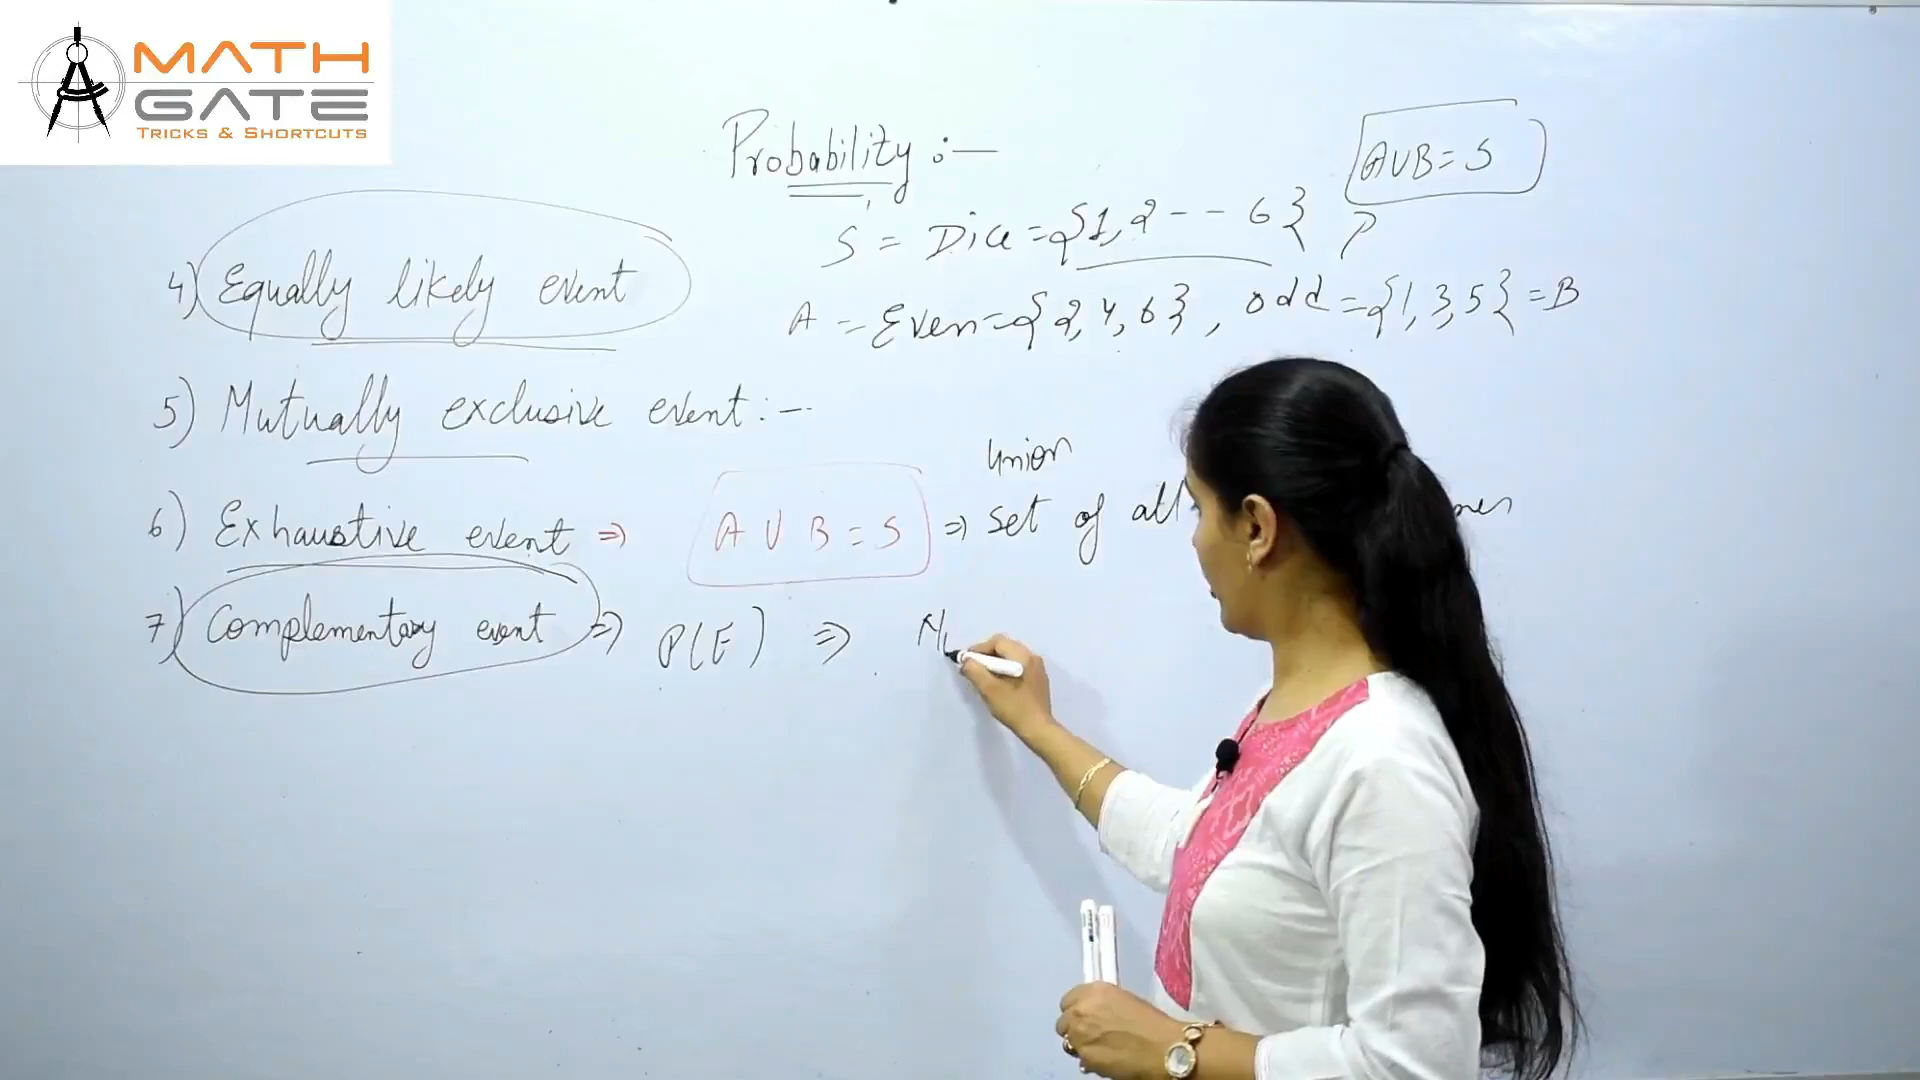 MATH
GATE
TRICKS & SHORTCUTS
Probability :-
A∪B = S
S = Dice = {1, 2 - - 6}
A = Even = {2, 4, 6} , odd = {1, 3, 5} = B
4) Equally likely event
5) Mutually exclusive event :-
Union
6) Exhaustive event ⇒ A ∪ B = S ⇒ set of all
7) Complementary event ⇒ P(E) ⇒